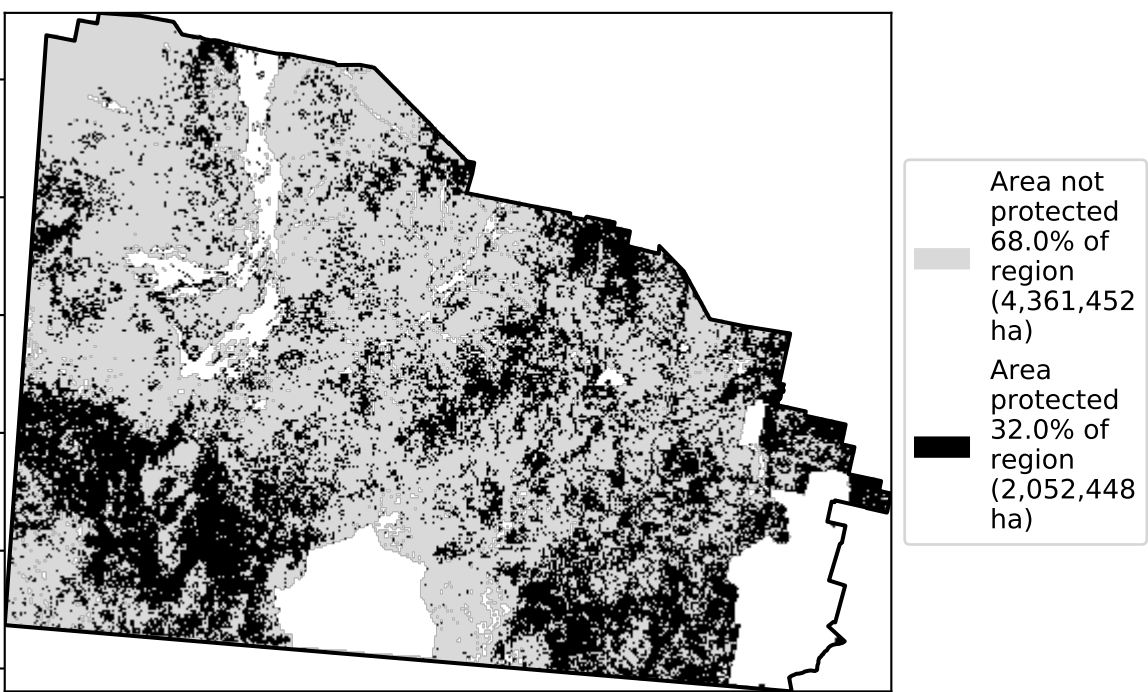 Area not
protected
68.0% of
region
(4,361,452
ha)
Area
protected
32.0% of
region
(2,052,448
ha)